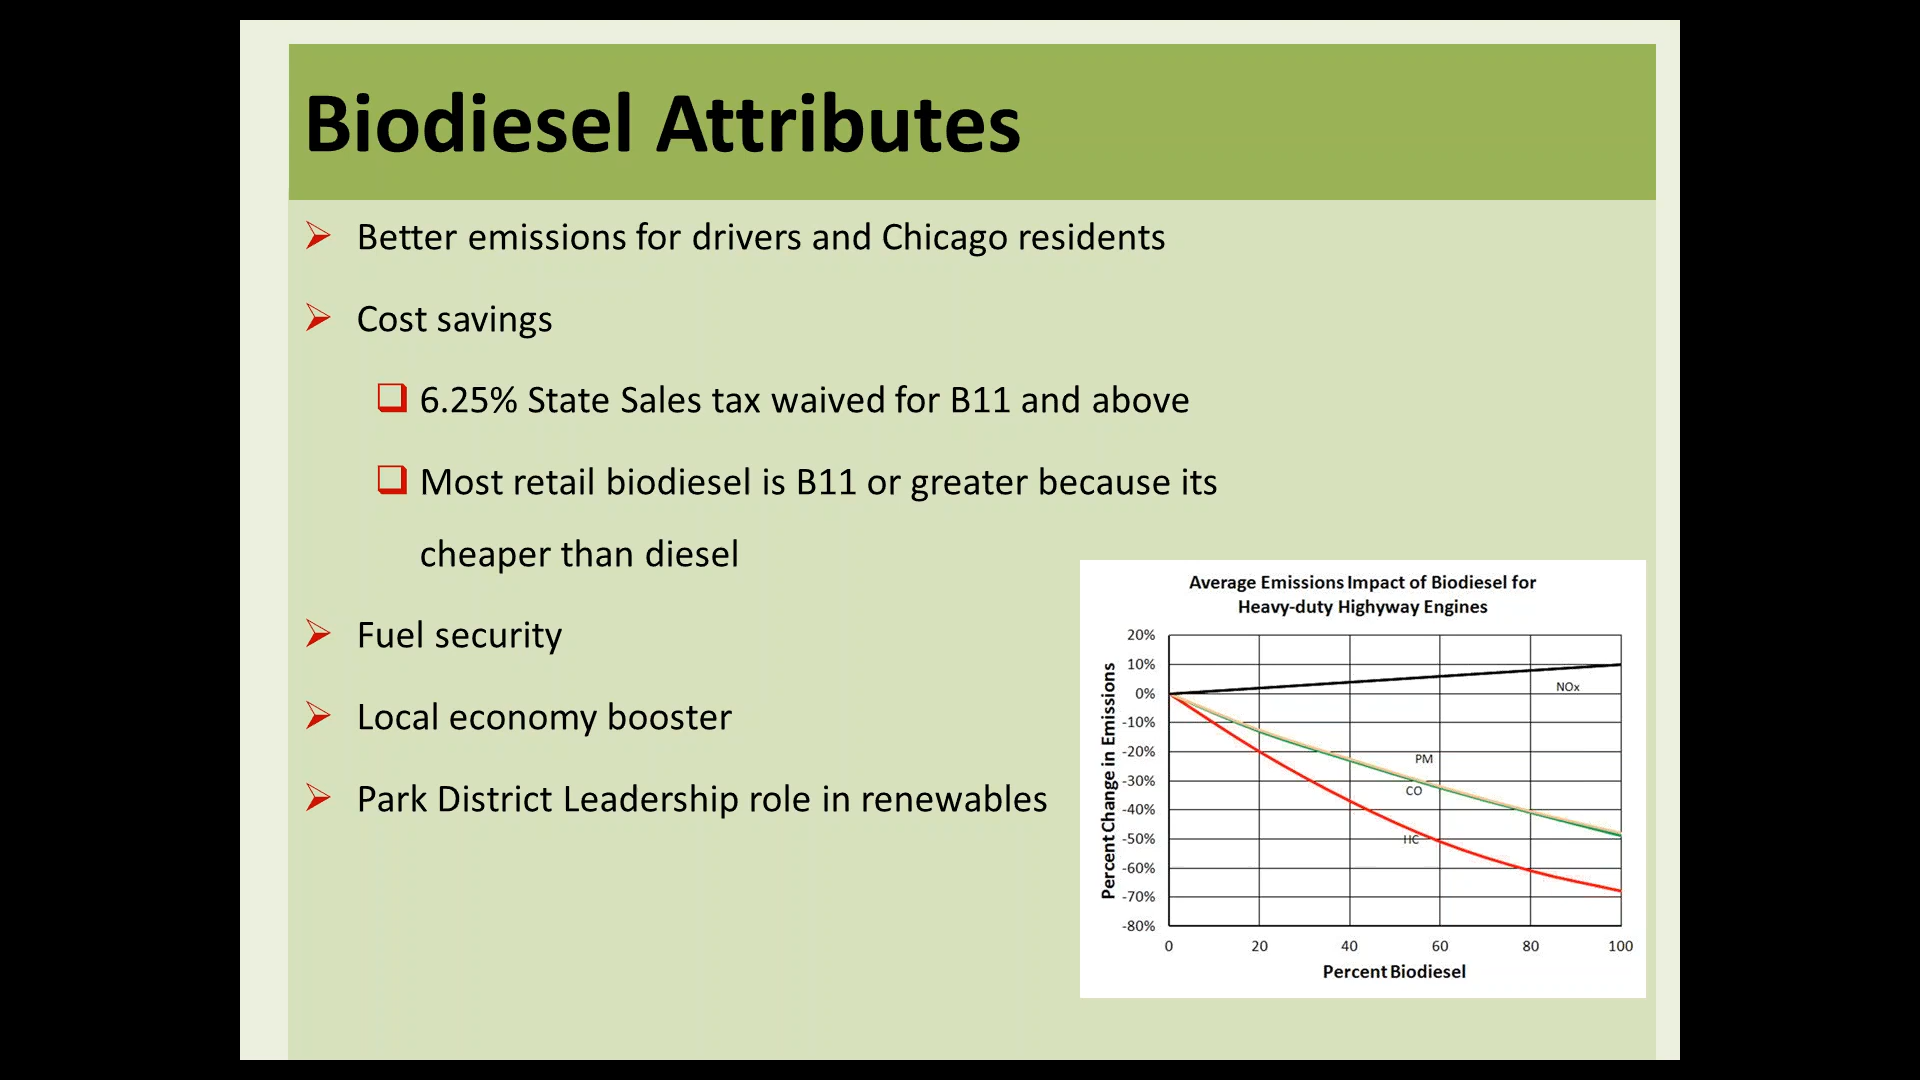 Biodiesel Attributes
Better emissions for drivers and Chicago residents
Cost savings
6.25% State Sales tax waived for B11 and above
Most retail biodiesel is B11 or greater because its
cheaper than diesel
Fuel security
Local economy booster
Park District Leadership role in renewables
Average Emissions Impact of Biodiesel for
Heavy-duty Highyway Engines
Percent Change in Emissions
20%
10%
0%
-10%
-20%
-30%
-40%
-50%
-60%
-70%
-80%
NOx
PM
CO
HC
0 20 40 60 80 100
Percent Biodiesel